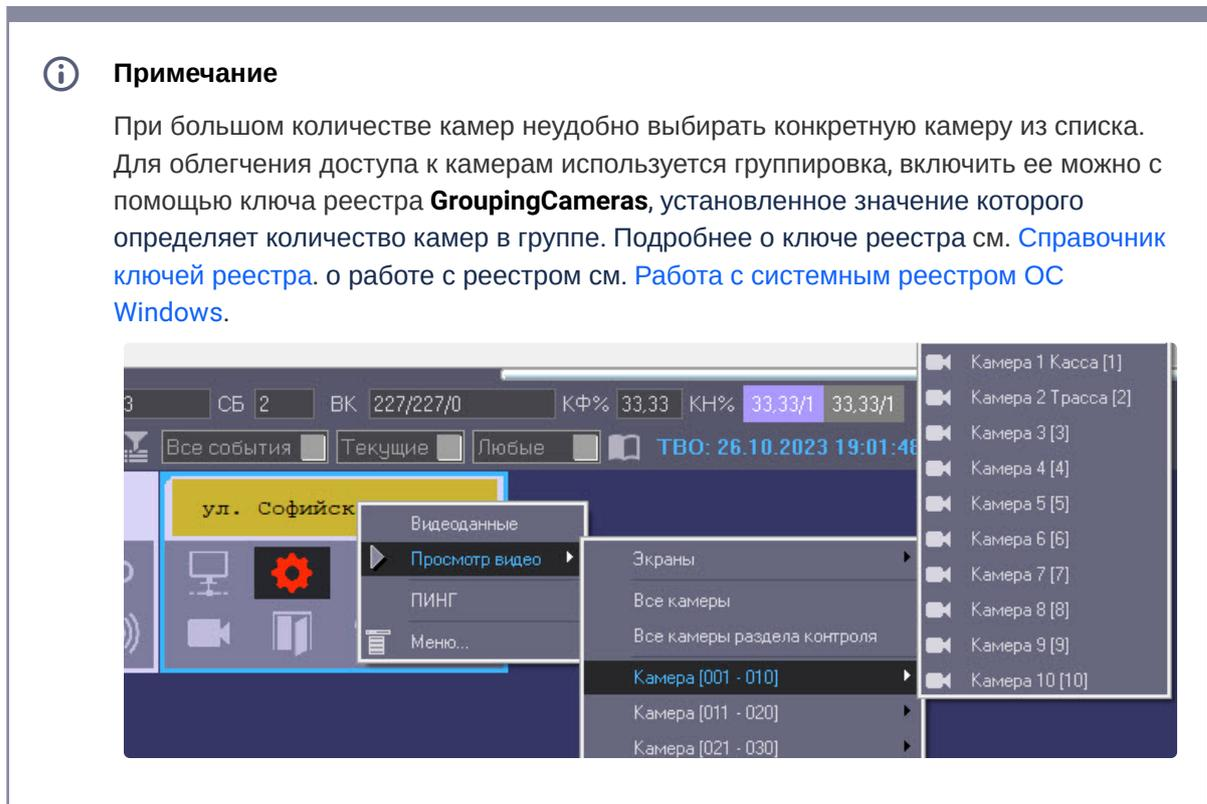 Примечание
При большом количестве камер неудобно выбирать конкретную камеру из списка.
Для облегчения доступа к камерам используется группировка, включить ее можно с
помощью ключа реестра GroupingCameras, установленное значение которого
определяет количество камер в группе. Подробнее о ключе реестра см. Справочник
ключей реестра. о работе с реестром см. Работа с системным реестром ОС
Windows.
3 СБ 2 ВК 227/227/0 КФ% 33,33 КН% 33,33/1 33,33/1
Все события Текущие Любые ТВО: 26.10.2023 19:01:48
ул. Софийск
Видеоданные
Просмотр видео
ПИНГ
Меню...
Экраны
Все камеры
Все камеры раздела контроля
Камера [001 - 010]
Камера [011 - 020]
Камера [021 - 030]
Камера 1 Касса [1]
Камера 2 Трасса [2]
Камера 3 [3]
Камера 4 [4]
Камера 5 [5]
Камера 6 [6]
Камера 7 [7]
Камера 8 [8]
Камера 9 [9]
Камера 10 [10]